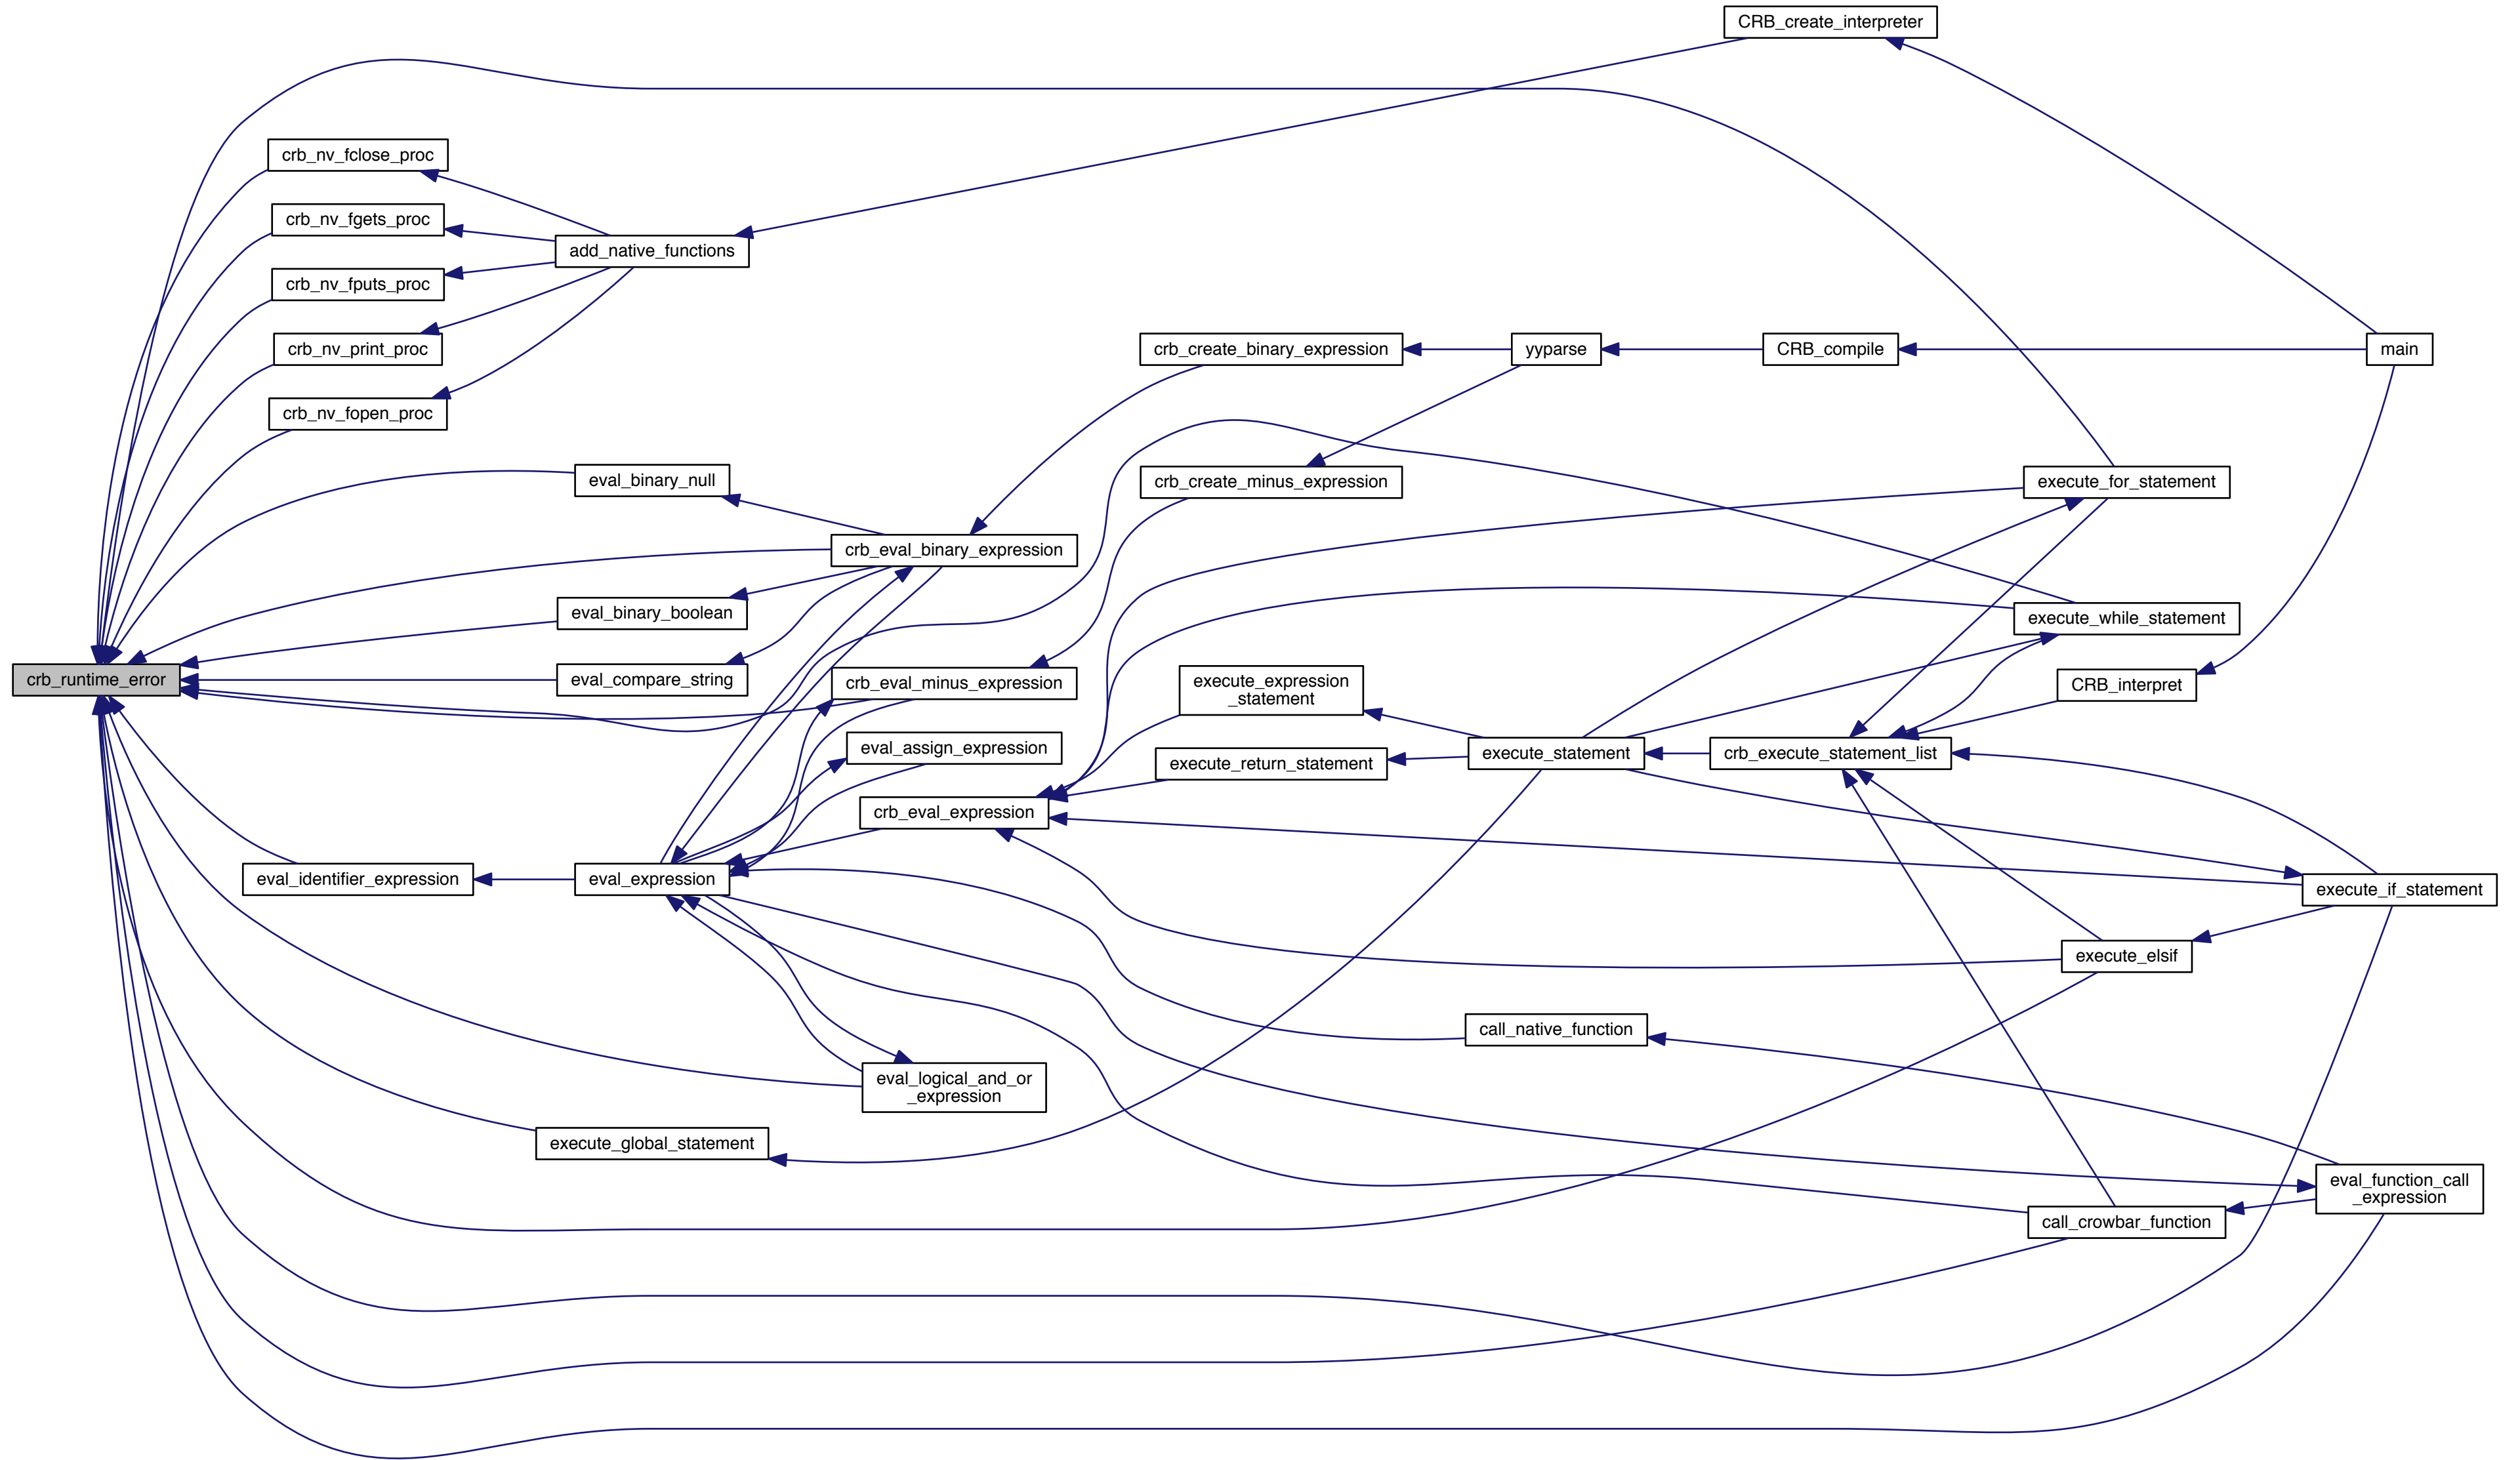 CRB_create_interpreter
crb_nv_fclose_proc
crb_nv_fgets_proc
add_native_functions
crb_nv_fputs_proc
crb_nv_print_proc
crb_create_binary_expression
yyparse
CRB_compile
main
crb_nv_fopen_proc
eval_binary_null
crb_create_minus_expression
execute_for_statement
crb_eval_binary_expression
eval_binary_boolean
execute_while_statement
crb_runtime_error
eval_compare_string
crb_eval_minus_expression
execute_expression
_statement
CRB_interpret
eval_assign_expression
execute_return_statement
execute_statement
crb_execute_statement_list
crb_eval_expression
eval_identifier_expression
eval_expression
execute_if_statement
execute_elsif
call_native_function
eval_logical_and_or
_expression
execute_global_statement
eval_function_call
_expression
call_crowbar_function